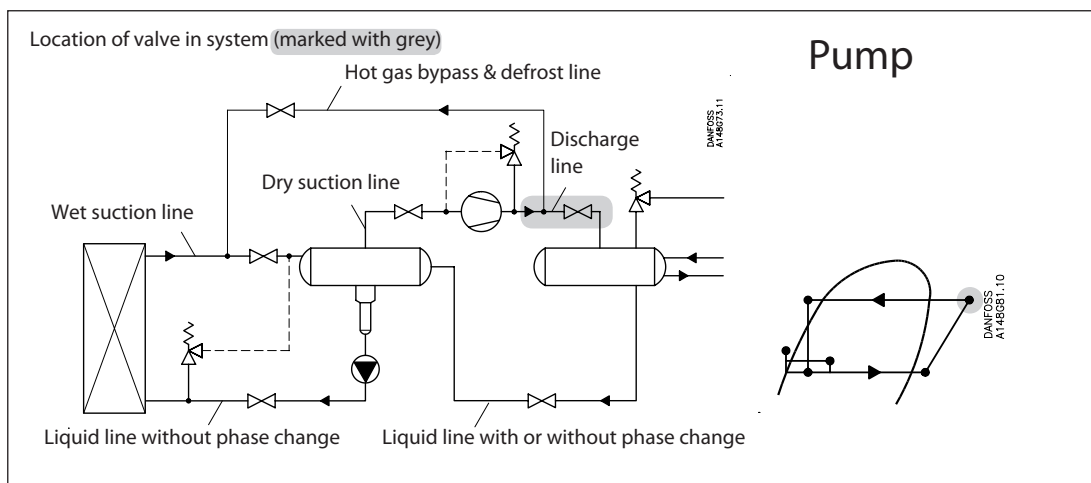 Location of valve in system (marked with grey)
Pump
Hot gas bypass & defrost line
DANFOSS
A148G73.11
Discharge
line
Dry suction line
Wet suction line
DANFOSS
A148G81.10
Liquid line without phase change
Liquid line with or without phase change